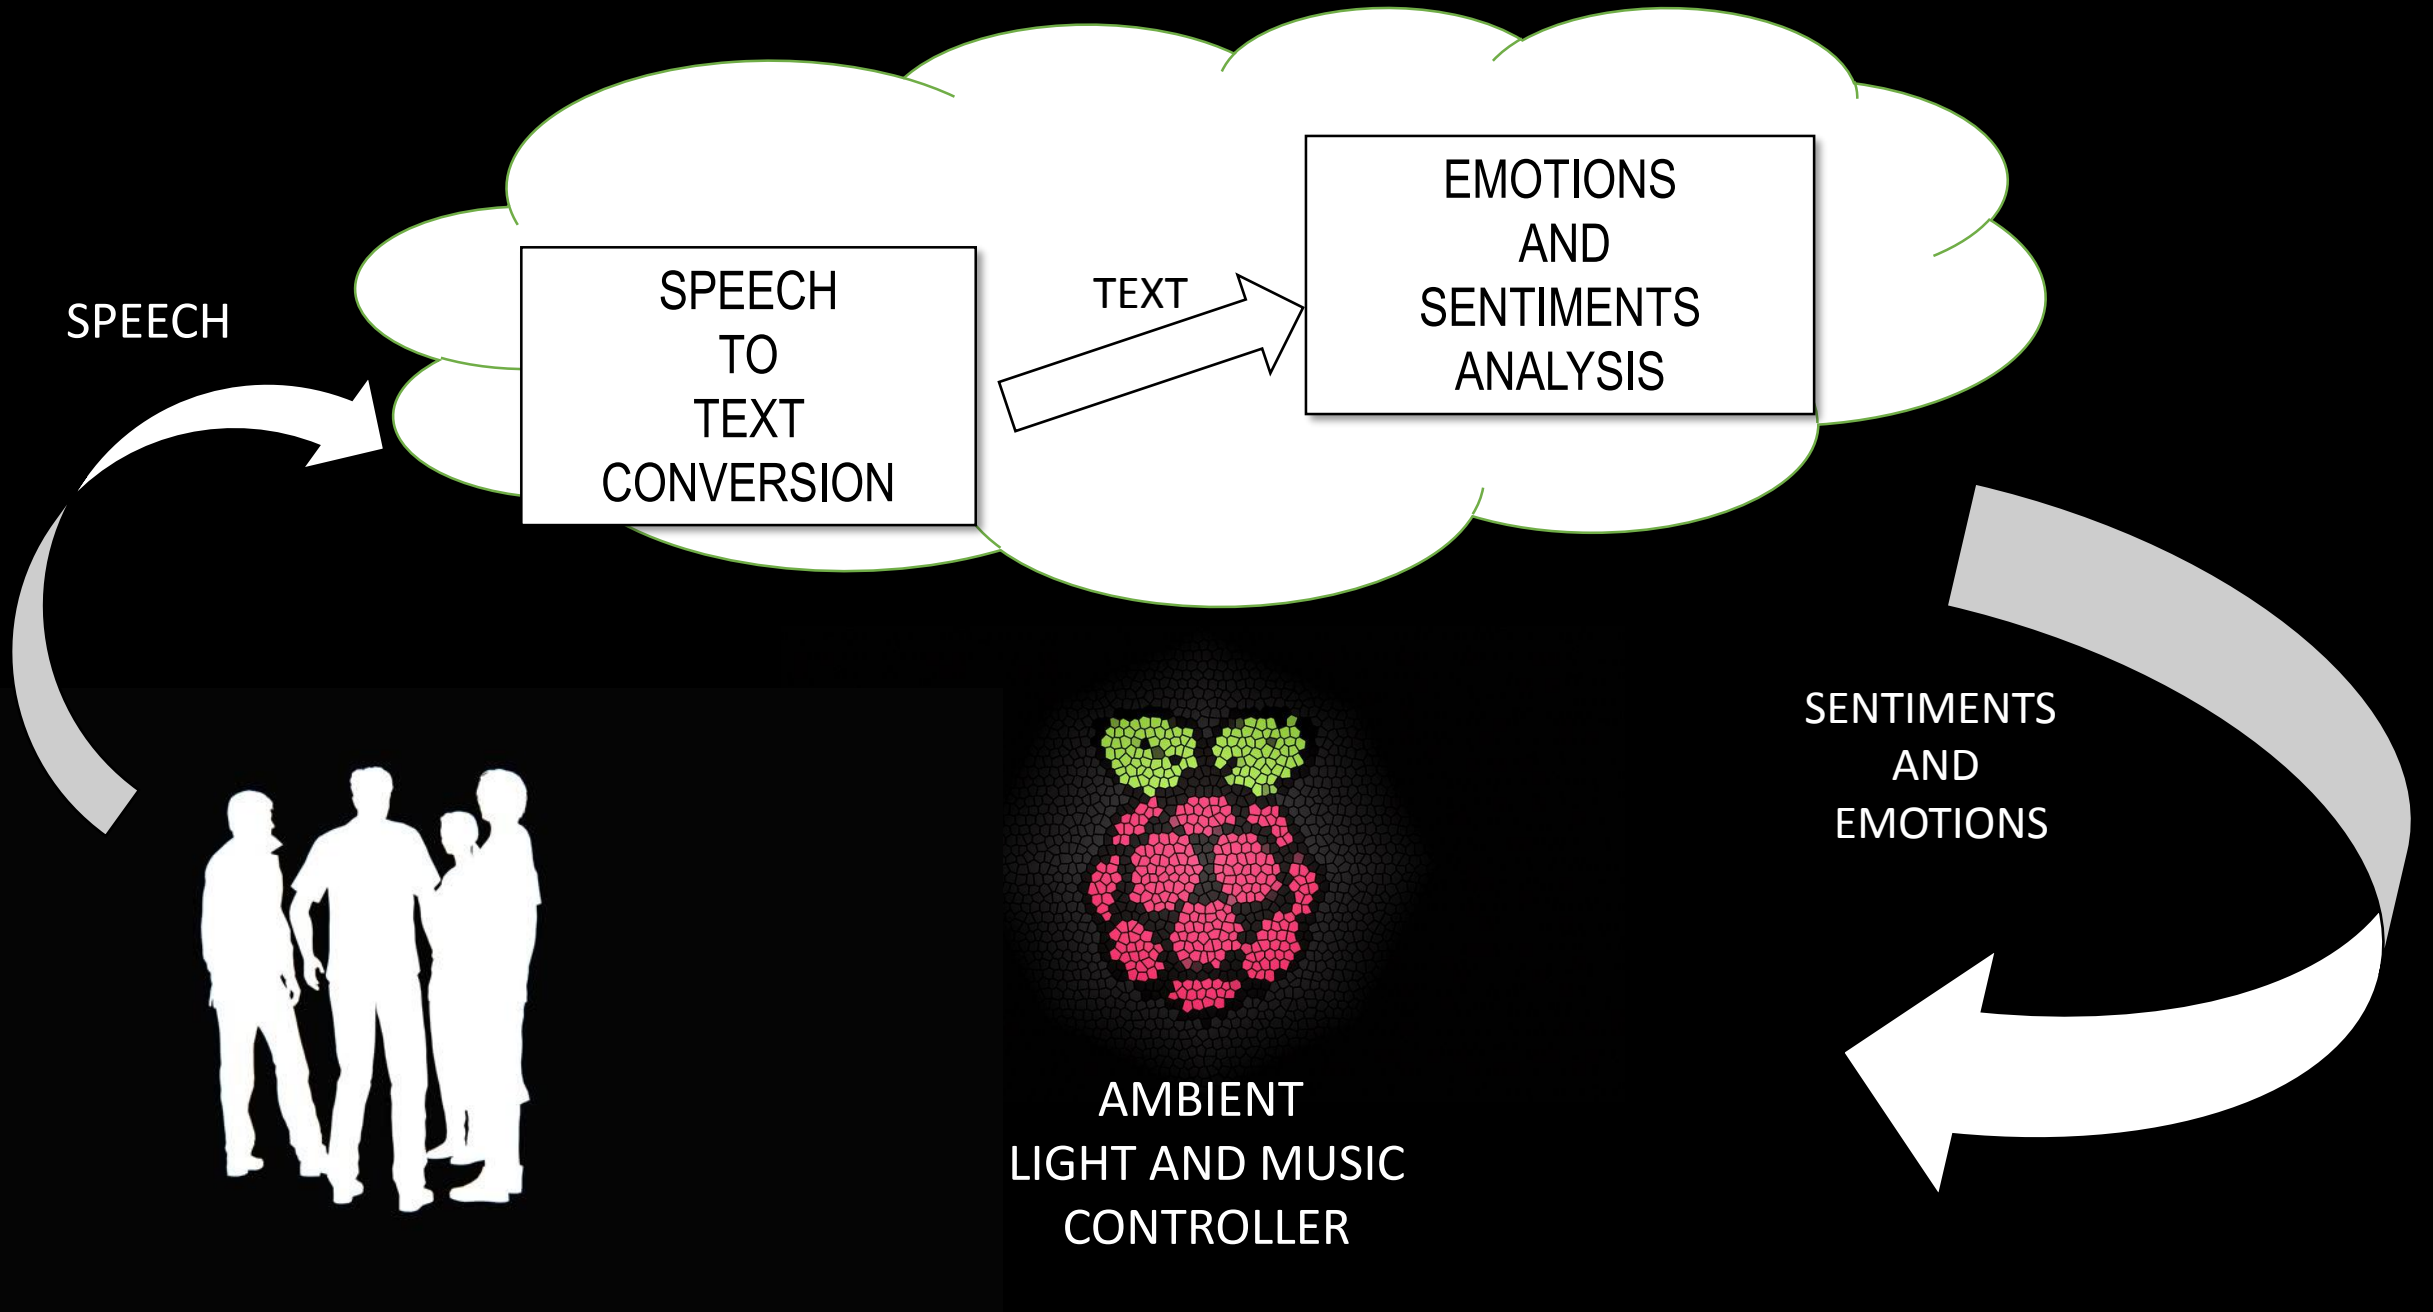 SPEECH
SPEECH
TO
TEXT
CONVERSION
TEXT
EMOTIONS
AND
SENTIMENTS
ANALYSIS
SENTIMENTS
AND
EMOTIONS
AMBIENT
LIGHT AND MUSIC
CONTROLLER